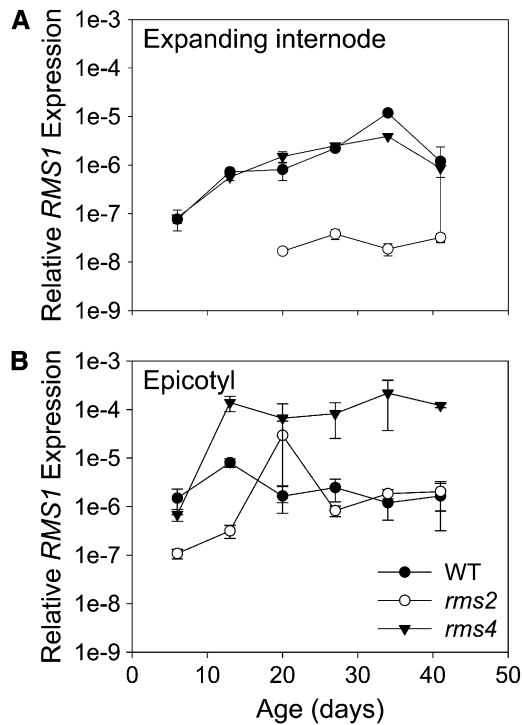 A
Expanding internode
Relative RMS1 Expression
1e-3
1e-4
1e-5
1e-6
1e-7
1e-8
1e-9
B
Epicotyl
Relative RMS1 Expression
1e-3
1e-4
1e-5
1e-6
1e-7
1e-8
1e-9
WT
rms2
rms4
0 10 20 30 40 50
Age (days)